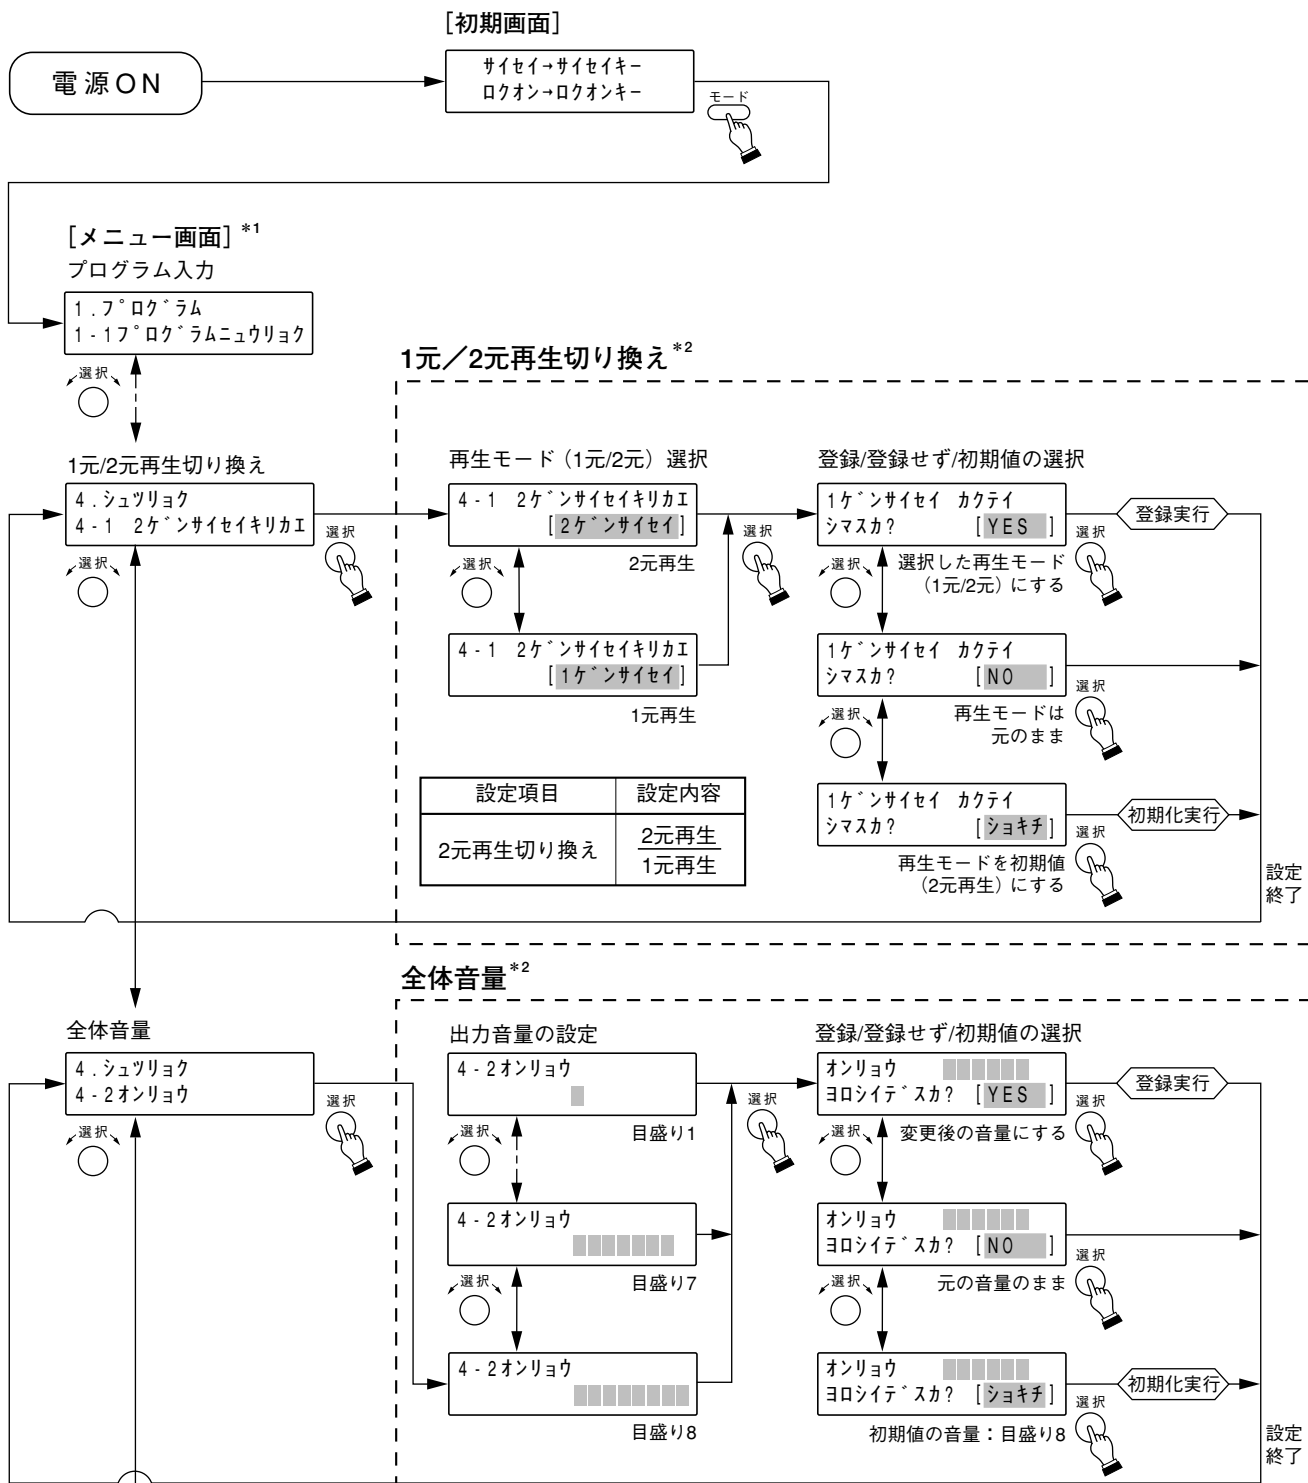 [初期画面]
電源ON
サイセイ→サイセイキー
ロクオン→ロクオンキー
モード
[メニュー画面]*1
プログラム入力
1.プログラム
1-1プログラムニュウリョク
選択
1元／2元再生切り換え*2
1元/2元再生切り換え
4.シュツリョク
4-1 2ゲンサイセイキリカエ
選択
選択
再生モード（1元/2元）選択
4-1 2ゲンサイセイキリカエ
[2ゲンサイセイ]
2元再生
選択
選択
4-1 2ゲンサイセイキリカエ
[1ゲンサイセイ]
1元再生
登録/登録せず/初期値の選択
1ゲンサイセイ カクテイ
シマスカ? [YES ]
登録実行
選択
選択
選択した再生モード
（1元/2元）にする
1ゲンサイセイ カクテイ
シマスカ? [NO ]
選択
選択
再生モードは
元のまま
1ゲンサイセイ カクテイ
シマスカ? [ショキチ]
初期化実行
選択
再生モードを初期値
（2元再生）にする
設定
終了
設定項目 設定内容
2元再生切り換え 2元再生
1元再生
全体音量*2
全体音量
4.シュツリョク
4-2オンリョウ
選択
選択
出力音量の設定
4-2オンリョウ
目盛り1
選択
選択
4-2オンリョウ
目盛り7
選択
4-2オンリョウ
目盛り8
登録/登録せず/初期値の選択
オンリョウ
ヨロシイデスカ? [YES ]
登録実行
選択
選択
変更後の音量にする
オンリョウ
ヨロシイデスカ? [NO ]
選択
選択
元の音量のまま
オンリョウ
ヨロシイデスカ? [ショキチ]
初期化実行
選択
初期値の音量：目盛り8
設定
終了